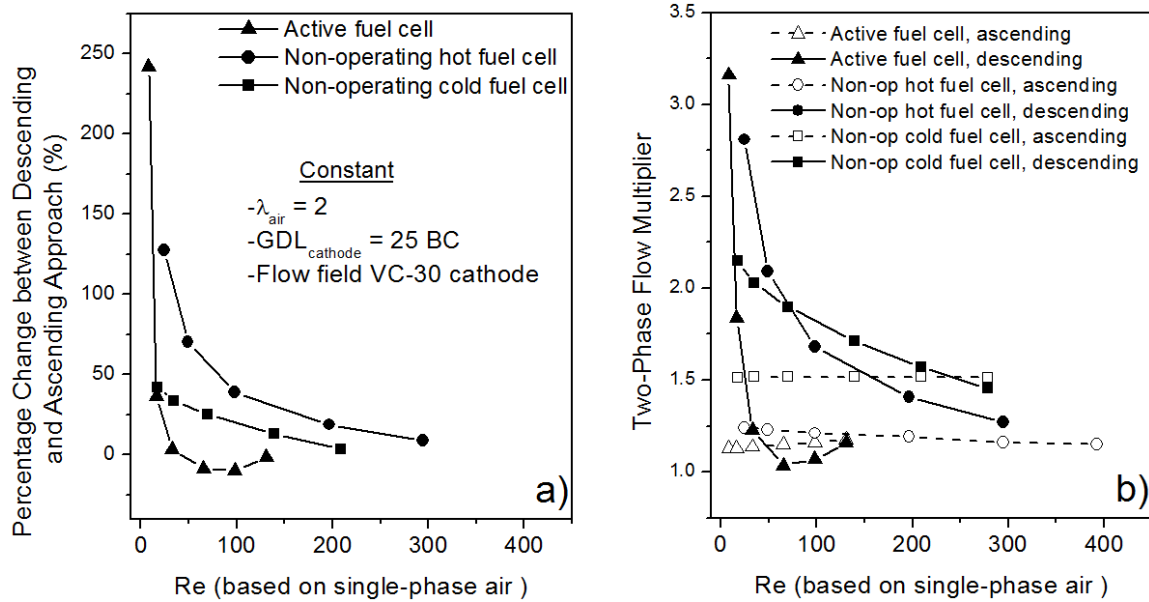 Percentage Change between Descending
and Ascending Approach (%)
250
200
150
100
50
0
Active fuel cell
Non-operating hot fuel cell
Non-operating cold fuel cell
Constant
-λair = 2
-GDLcathode = 25 BC
-Flow field VC-30 cathode
a)
0 100 200 300 400
Re (based on single-phase air )
Two-Phase Flow Multiplier
3.5
3.0
2.5
2.0
1.5
1.0
Active fuel cell, ascending
Active fuel cell, descending
Non-op hot fuel cell, ascending
Non-op hot fuel cell, descending
Non-op cold fuel cell, ascending
Non-op cold fuel cell, descending
b)
0 100 200 300 400
Re (based on single-phase air )